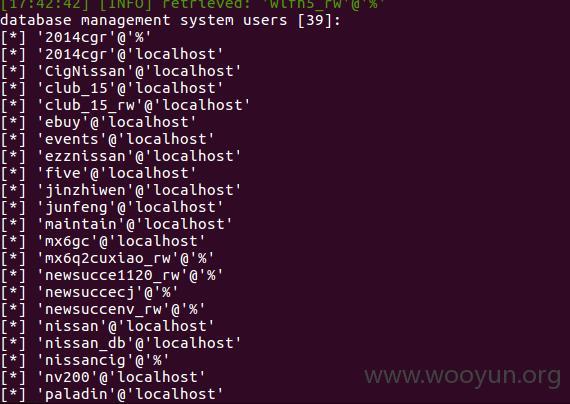 [17:42:42] [INFO] retrieved: 'wlfh5_rw'@'%'
database management system users [39]:
[*] '2014cgr'@'%'
[*] '2014cgr'@'localhost'
[*] 'CigNissan'@'localhost'
[*] 'club_15'@'localhost'
[*] 'club_15_rw'@'localhost'
[*] 'ebuy'@'localhost'
[*] 'events'@'localhost'
[*] 'ezznissan'@'localhost'
[*] 'five'@'localhost'
[*] 'jinzhiwen'@'localhost'
[*] 'junfeng'@'localhost'
[*] 'maintain'@'localhost'
[*] 'mx6gc'@'localhost'
[*] 'mx6q2cuxiao_rw'@'%'
[*] 'newsucce1120_rw'@'%'
[*] 'newsuccecj'@'%'
[*] 'newsuccenv_rw'@'%'
[*] 'nissan'@'localhost'
[*] 'nissan_db'@'localhost'
[*] 'nissancig'@'%'
[*] 'nv200'@'localhost'
[*] 'paladin'@'localhost'
www.wooyun.org